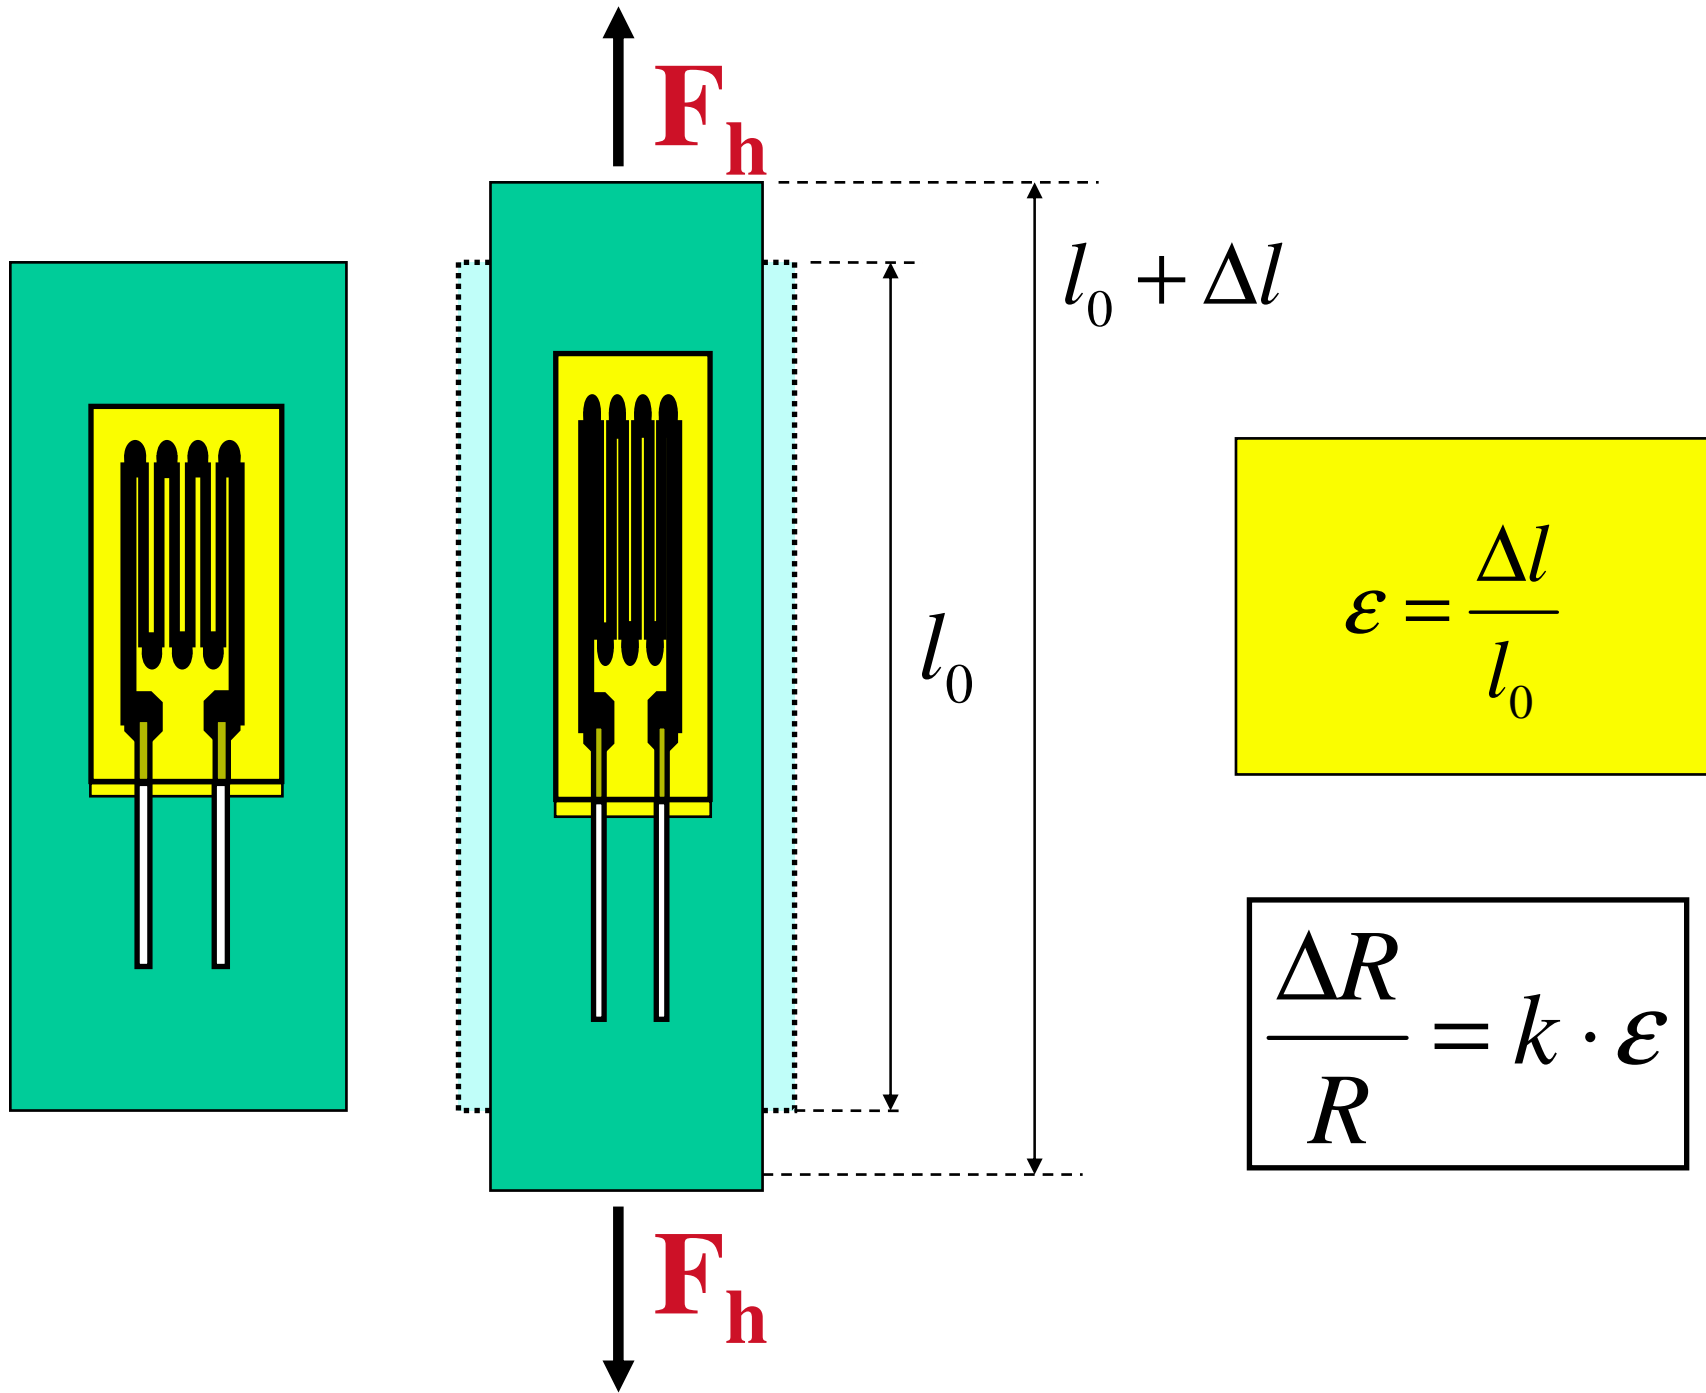 F_h
l_0 + Δl
l_0
ε = Δl / l_0
ΔR / R = k · ε
F_h